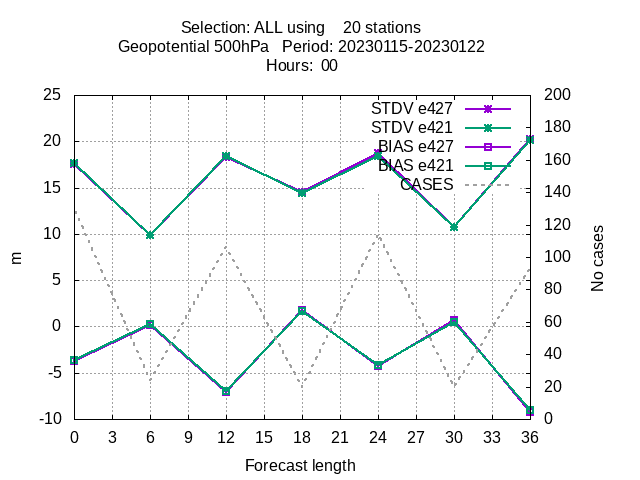 Selection: ALL using    20 stations
Geopotential 500hPa   Period: 20230115-20230122
Hours:  00
25
20
15
10
5
0
-5
-10
m
STDV e427
STDV e421
BIAS e427
BIAS e421
CASES
200
180
160
140
120
100
80
60
40
20
0
No cases
0 3 6 9 12 15 18 21 24 27 30 33 36
Forecast length